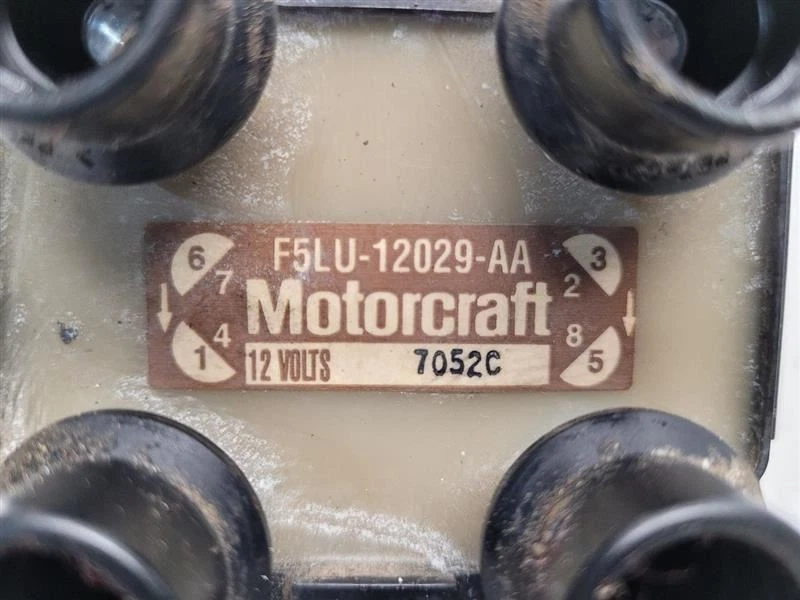 F5LU-12029-AA
6 7 3 2
Motorcraft
1 4 8 5
12 VOLTS 7052C